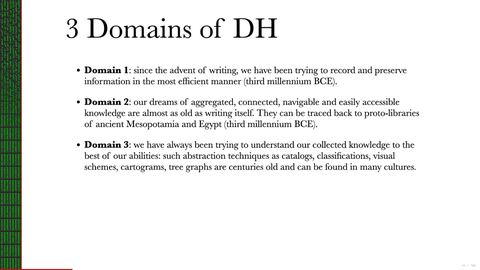 3 Domains of DH
• Domain 1: since the advent of writing, we have been trying to record and preserve
information in the most efficient manner (third millennium BCE).
• Domain 2: our dreams of aggregated, connected, navigable and easily accessible
knowledge are almost as old as writing itself. They can be traced back to proto-libraries
of ancient Mesopotamia and Egypt (third millennium BCE).
• Domain 3: we have always been trying to understand our collected knowledge to the
best of our abilities: such abstraction techniques as catalogs, classifications, visual
schemes, cartograms, tree graphs are centuries old and can be found in many cultures.